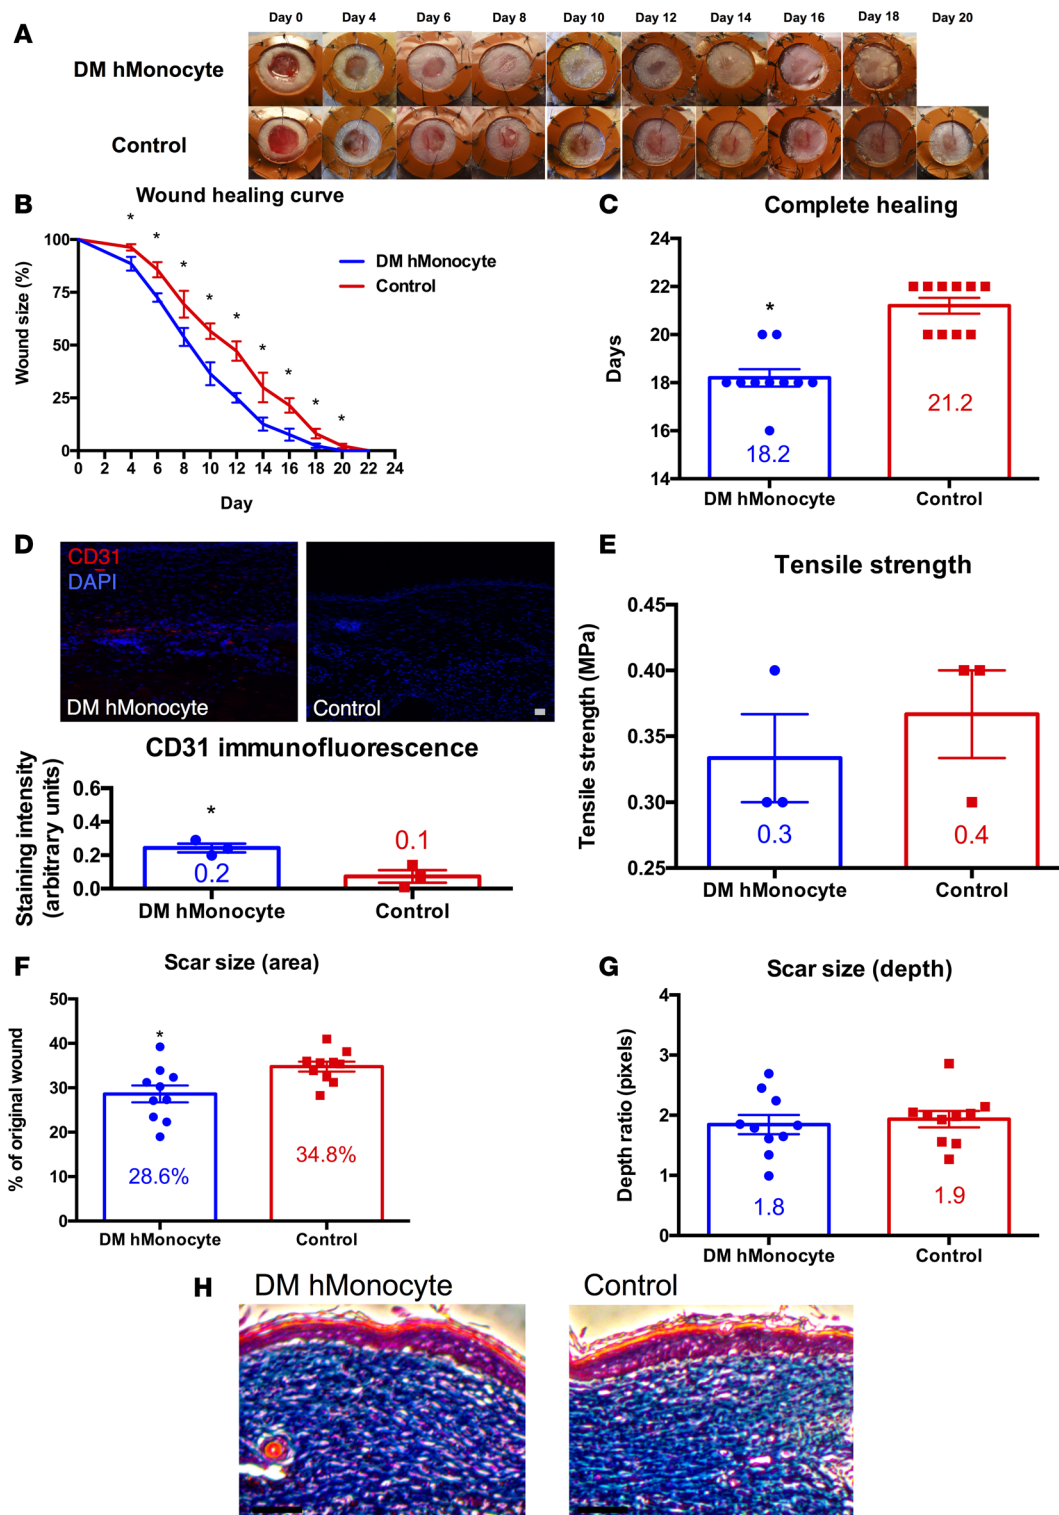 A
Day 0 Day 4 Day 6 Day 8 Day 10 Day 12 Day 14 Day 16 Day 18 Day 20
DM hMonocyte
Control
B
Wound healing curve
Wound size (%)
100
75
50
25
0
* * * * * * * * *
DM hMonocyte
Control
0 2 4 6 8 10 12 14 16 18 20 22 24
Day
C
Complete healing
Days
24
22
20
18
16
14
*
18.2
21.2
DM hMonocyte Control
D
CD31
DAPI
DM hMonocyte
Control
CD31 immunofluorescence
Staining intensity
(arbitrary units)
0.6
0.4
0.2
0.0
*
0.2
0.1
DM hMonocyte Control
E
Tensile strength
Tensile strength (MPa)
0.45
0.40
0.35
0.30
0.25
0.3
0.4
DM hMonocyte Control
F
Scar size (area)
% of original wound
50
40
30
20
10
0
*
28.6%
34.8%
DM hMonocyte Control
G
Scar size (depth)
Depth ratio (pixels)
4
3
2
1
0
1.8
1.9
DM hMonocyte Control
H
DM hMonocyte
Control